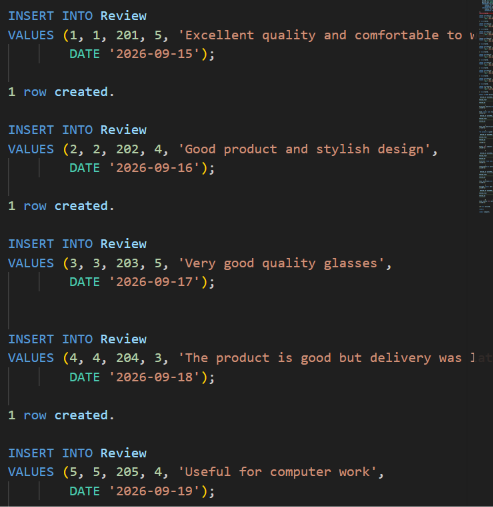 INSERT INTO Review
VALUES (1, 1, 201, 5, 'Excellent quality and comfortable to
DATE '2026-09-15');
1 row created.
INSERT INTO Review
VALUES (2, 2, 202, 4, 'Good product and stylish design',
DATE '2026-09-16');
1 row created.
INSERT INTO Review
VALUES (3, 3, 203, 5, 'Very good quality glasses',
DATE '2026-09-17');
INSERT INTO Review
VALUES (4, 4, 204, 3, 'The product is good but delivery was
DATE '2026-09-18');
1 row created.
INSERT INTO Review
VALUES (5, 5, 205, 4, 'Useful for computer work',
DATE '2026-09-19');